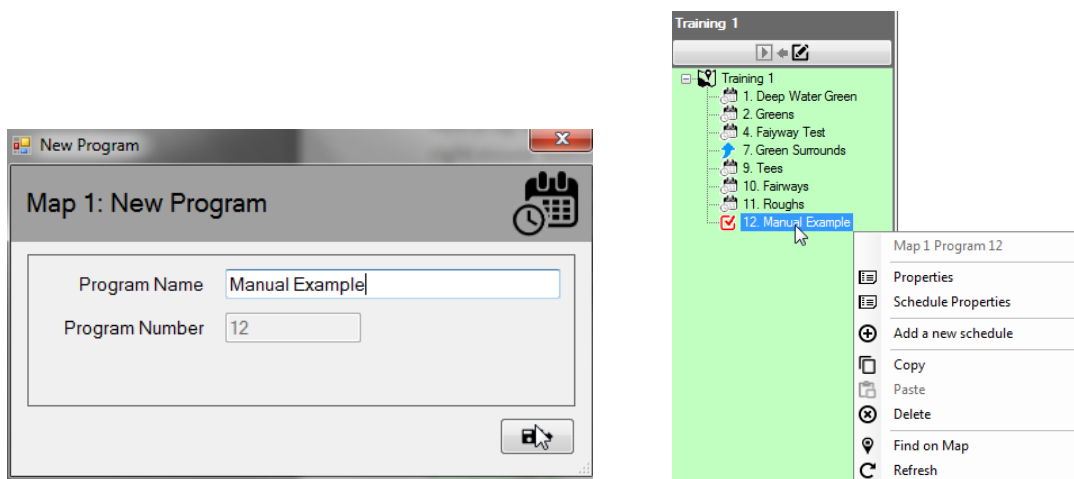 New Program
Map 1: New Program
Program Name Manual Example
Program Number 12
Training 1
Training 1
1. Deep Water Green
2. Greens
4. Faiyway Test
7. Green Surrounds
9. Tees
10. Fairways
11. Roughs
12. Manual Example
Map 1 Program 12
Properties
Schedule Properties
Add a new schedule
Copy
Paste
Delete
Find on Map
Refresh